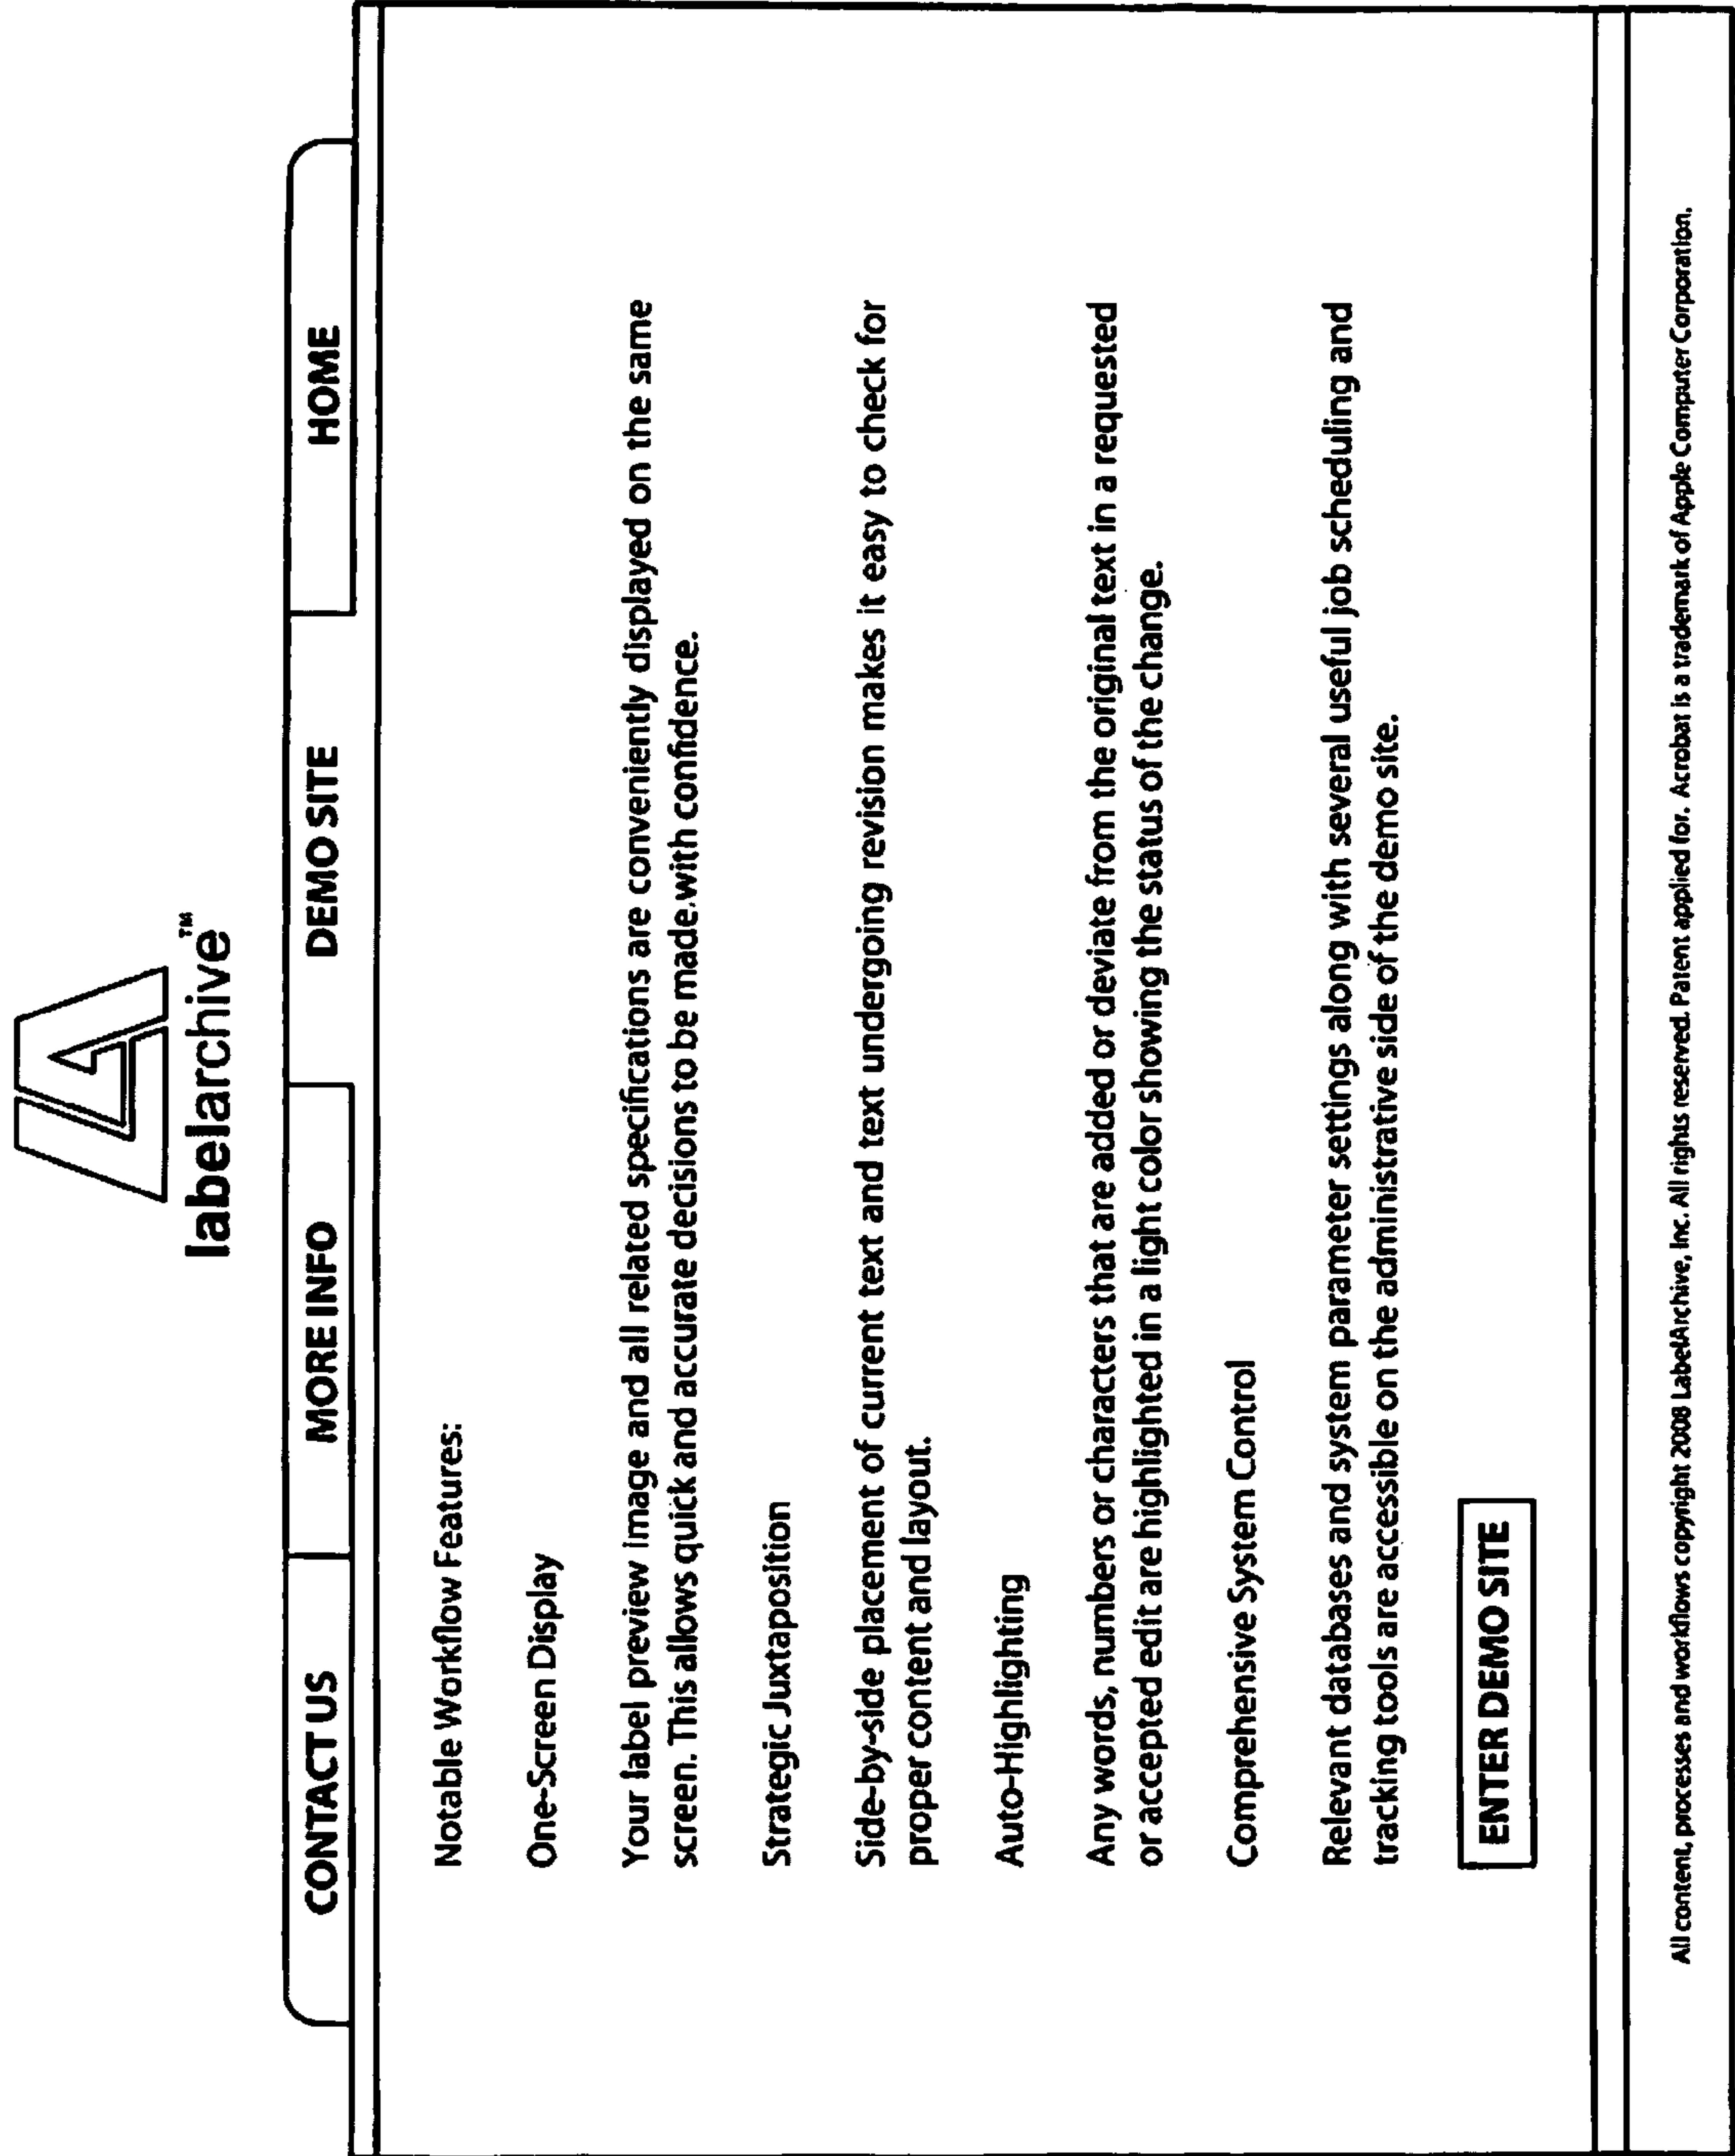 LA
labelarchive™
CONTACT US
MORE INFO
DEMO SITE
HOME
Notable Workflow Features:
One-Screen Display
Your label preview image and all related specifications are conveniently displayed on the same
screen. This allows quick and accurate decisions to be made.with confidence.
Strategic Juxtaposition
Side-by-side placement of current text and text undergoing revision makes it easy to check for
proper content and layout.
Auto-Highlighting
Any words, numbers or characters that are added or deviate from the original text in a requested
or accepted edit are highlighted in a light color showing the status of the change.
Comprehensive System Control
Relevant databases and system parameter settings along with several useful job scheduling and
tracking tools are accessible on the administrative side of the demo site.
ENTER DEMO SITE
All content, processes and workflows copyright 2008 LabelArchive, Inc. All rights reserved. Patent applied for. Acrobat is a trademark of Apple Computer Corporation.